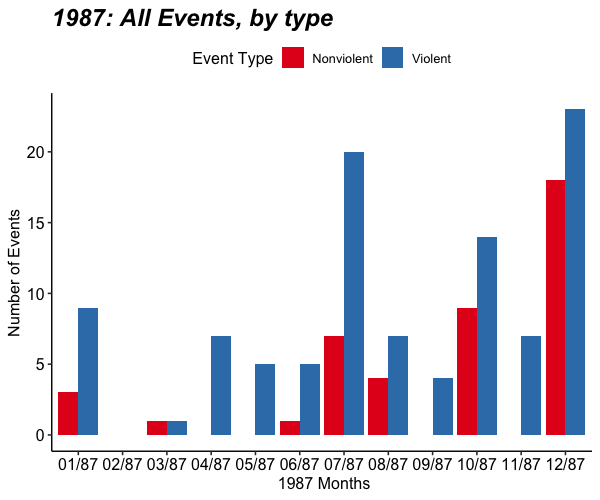 1987: All Events, by type
Event Type Nonviolent Violent
Number of Events
20
15
10
5
0
01/87 02/87 03/87 04/87 05/87 06/87 07/87 08/87 09/87 10/87 11/87 12/87
1987 Months